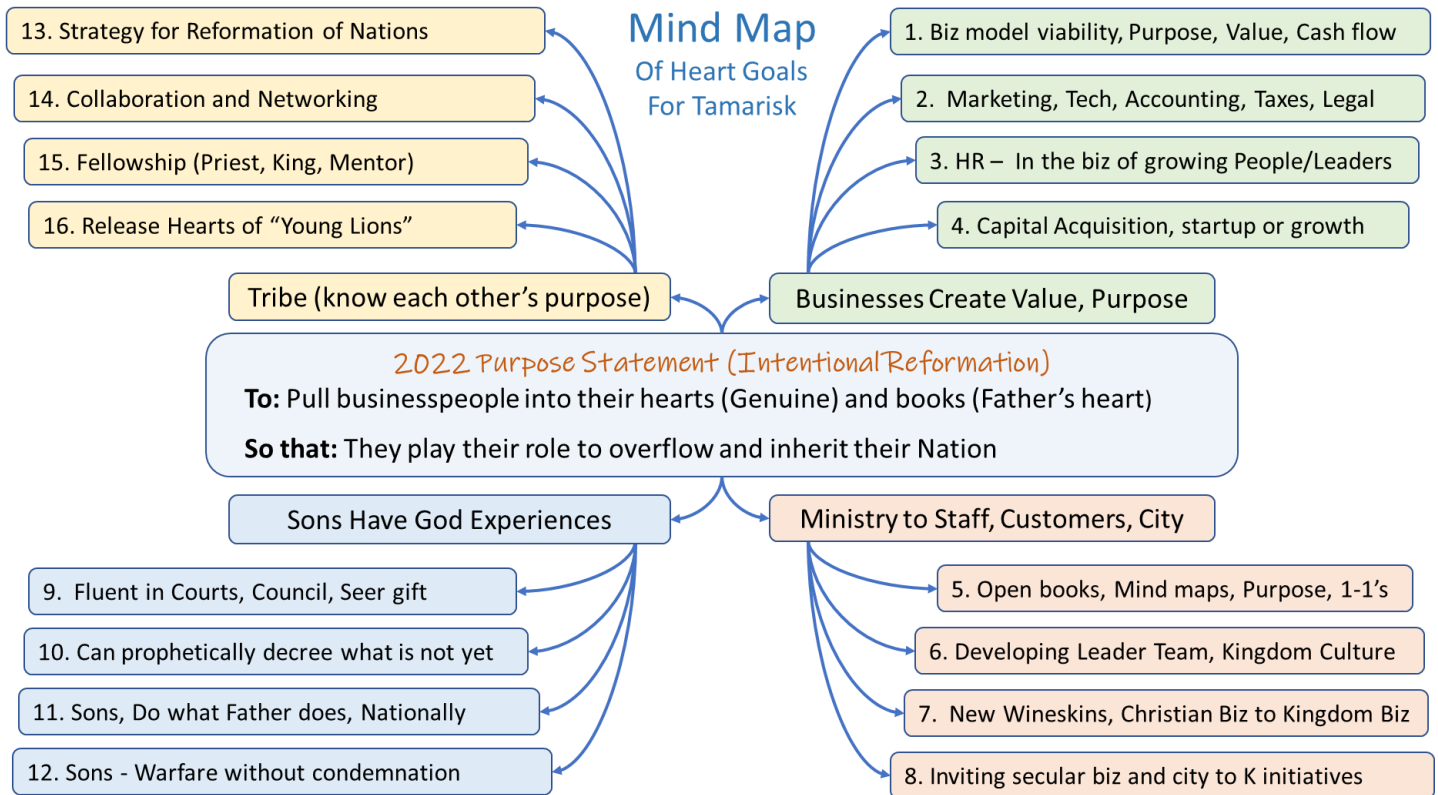 Mind Map
Of Heart Goals
For Tamarisk
1. Biz model viability, Purpose, Value, Cash flow
2. Marketing, Tech, Accounting, Taxes, Legal
3. HR – In the biz of growing People/Leaders
4. Capital Acquisition, startup or growth
Businesses Create Value, Purpose
13. Strategy for Reformation of Nations
14. Collaboration and Networking
15. Fellowship (Priest, King, Mentor)
16. Release Hearts of “Young Lions”
Tribe (know each other’s purpose)
2022 Purpose Statement (Intentional Reformation)
To: Pull businesspeople into their hearts (Genuine) and books (Father’s heart)
So that: They play their role to overflow and inherit their Nation
Ministry to Staff, Customers, City
5. Open books, Mind maps, Purpose, 1-1’s
6. Developing Leader Team, Kingdom Culture
7. New Wineskins, Christian Biz to Kingdom Biz
8. Inviting secular biz and city to K initiatives
Sons Have God Experiences
9. Fluent in Courts, Council, Seer gift
10. Can prophetically decree what is not yet
11. Sons, Do what Father does, Nationally
12. Sons - Warfare without condemnation